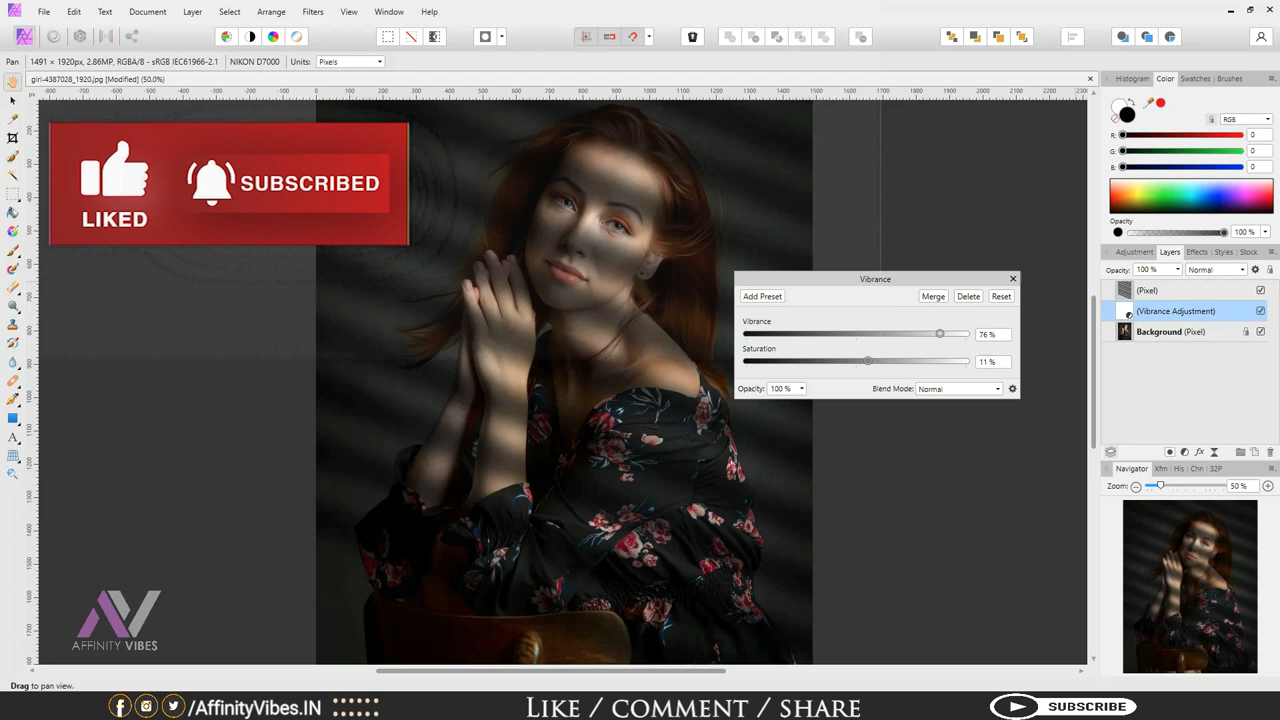 File Edit Text Document Layer Select Arrange Filters View Window Help
Pan 1491 × 1920px, 2.86MP, RGBA/8 - sRGB IEC61966-2.1 NIKON D7000 Units: Pixels
girl-4387028_1920.jpg [Modified] (50.0%)
Histogram Color Swatches Brushes
RGB
R: 0
G: 0
B: 0
Opacity
100 %
LIKED
SUBSCRIBED
Adjustment Layers Effects Styles Stock
Opacity: 100 % Normal
(Pixel)
(Vibrance Adjustment)
Background (Pixel)
Vibrance
Add Preset Merge Delete Reset
Vibrance
76 %
Saturation
11 %
Opacity: 100 % Blend Mode: Normal
Navigator Xfm His Chn 32P
Zoom: 50 %
AV
AFFINITY VIBES
Drag to pan view.
/AffinityVibes.IN
LIKE / COMMENT / SHARE
SUBSCRIBE